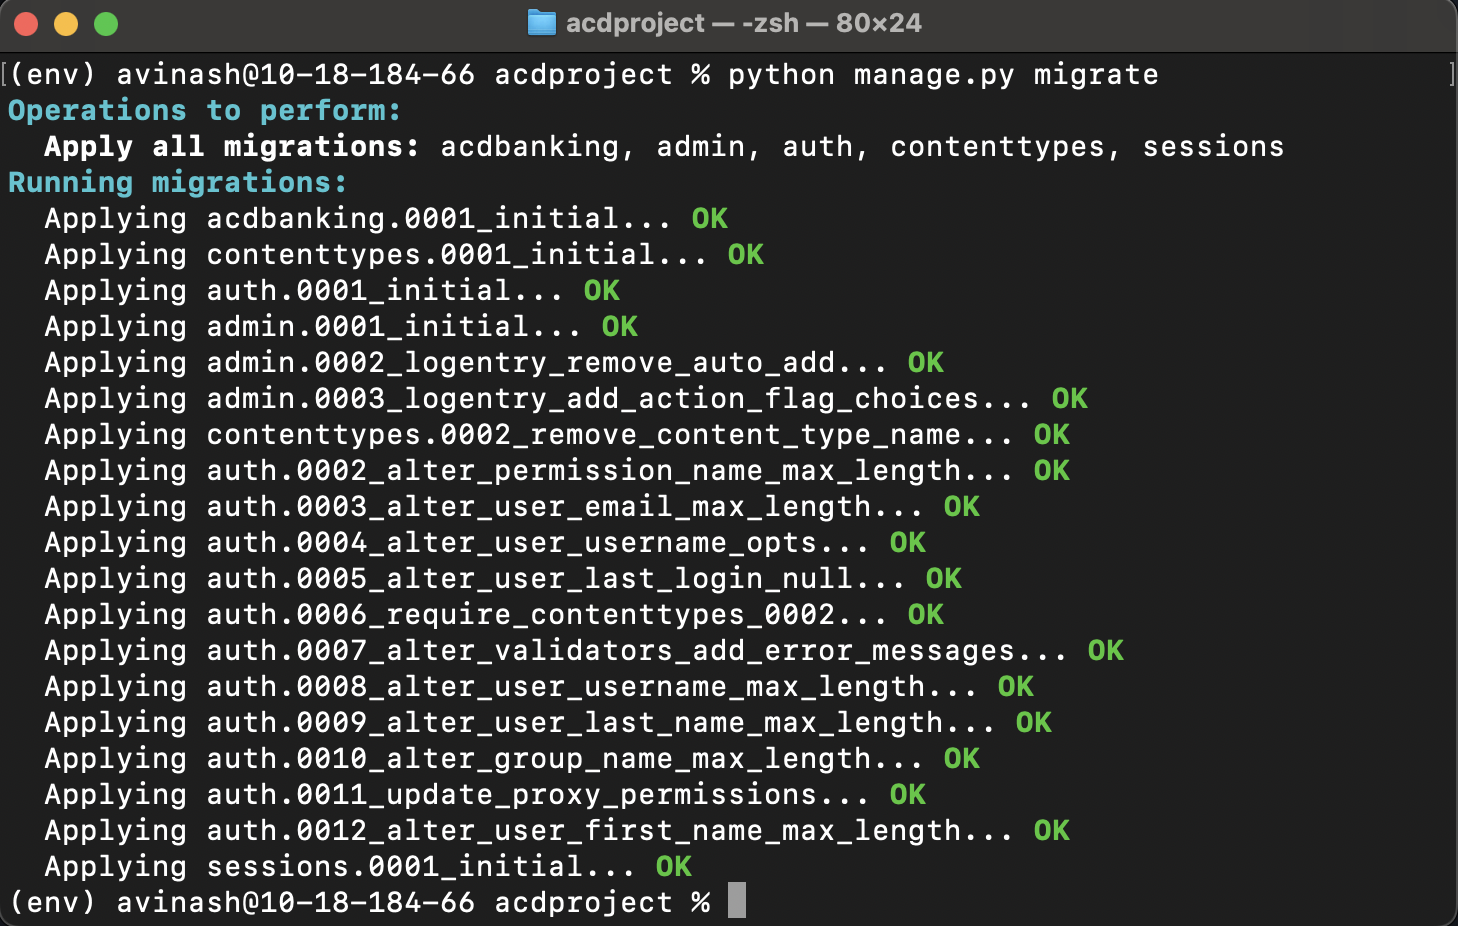 acdproject — -zsh — 80×24
(env) avinash@10-18-184-66 acdproject % python manage.py migrate
Operations to perform:
  Apply all migrations: acdbanking, admin, auth, contenttypes, sessions
Running migrations:
  Applying acdbanking.0001_initial... OK
  Applying contenttypes.0001_initial... OK
  Applying auth.0001_initial... OK
  Applying admin.0001_initial... OK
  Applying admin.0002_logentry_remove_auto_add... OK
  Applying admin.0003_logentry_add_action_flag_choices... OK
  Applying contenttypes.0002_remove_content_type_name... OK
  Applying auth.0002_alter_permission_name_max_length... OK
  Applying auth.0003_alter_user_email_max_length... OK
  Applying auth.0004_alter_user_username_opts... OK
  Applying auth.0005_alter_user_last_login_null... OK
  Applying auth.0006_require_contenttypes_0002... OK
  Applying auth.0007_alter_validators_add_error_messages... OK
  Applying auth.0008_alter_user_username_max_length... OK
  Applying auth.0009_alter_user_last_name_max_length... OK
  Applying auth.0010_alter_group_name_max_length... OK
  Applying auth.0011_update_proxy_permissions... OK
  Applying auth.0012_alter_user_first_name_max_length... OK
  Applying sessions.0001_initial... OK
(env) avinash@10-18-184-66 acdproject %